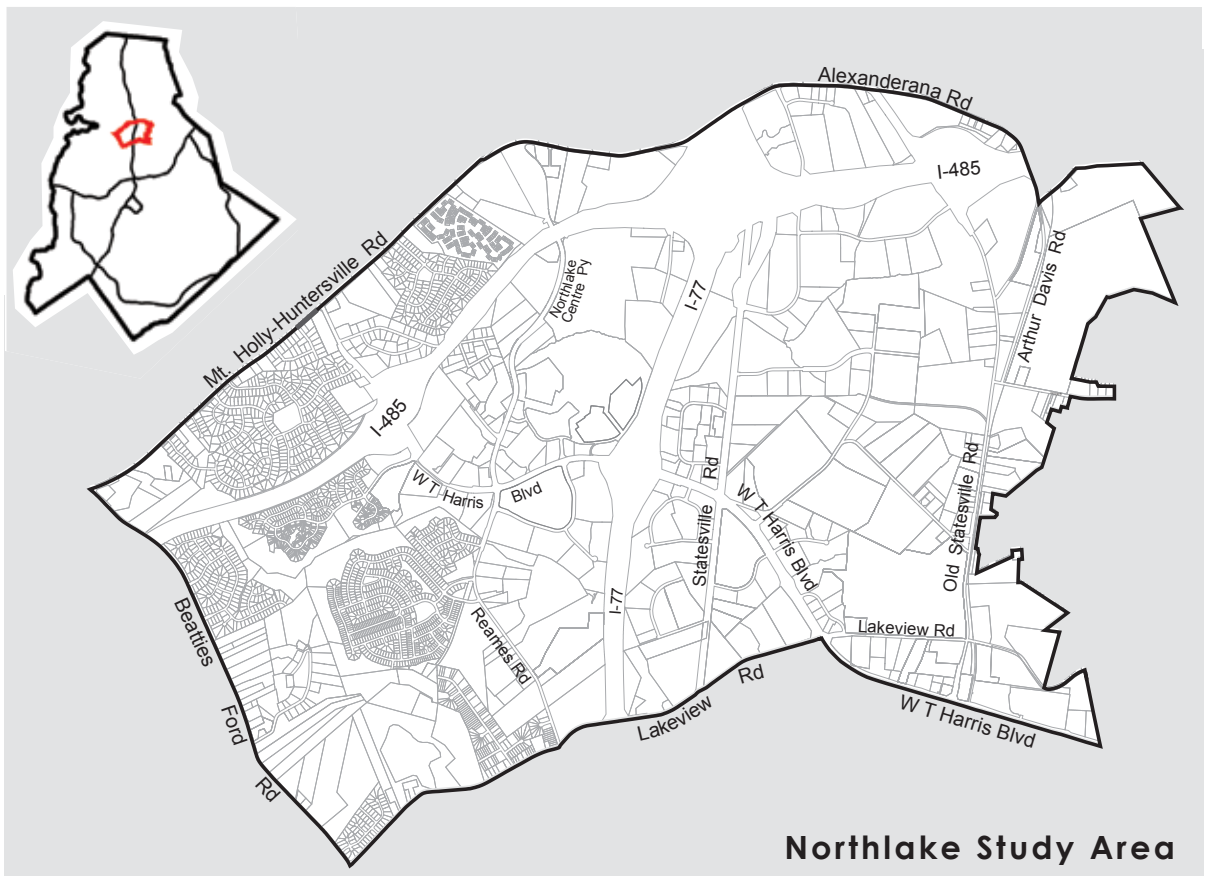 Alexanderana Rd
I-485
Mt. Holly-Huntersville Rd
Arthur Davis Rd
Northlake
Centre Py
I-77
I-485
W T Harris Blvd
Statesville Rd
W T Harris Blvd
Old Statesville Rd
I-77
Beatties Ford Rd
Reames Rd
Lakeview Rd
Lakeview Rd
W T Harris Blvd
Northlake Study Area